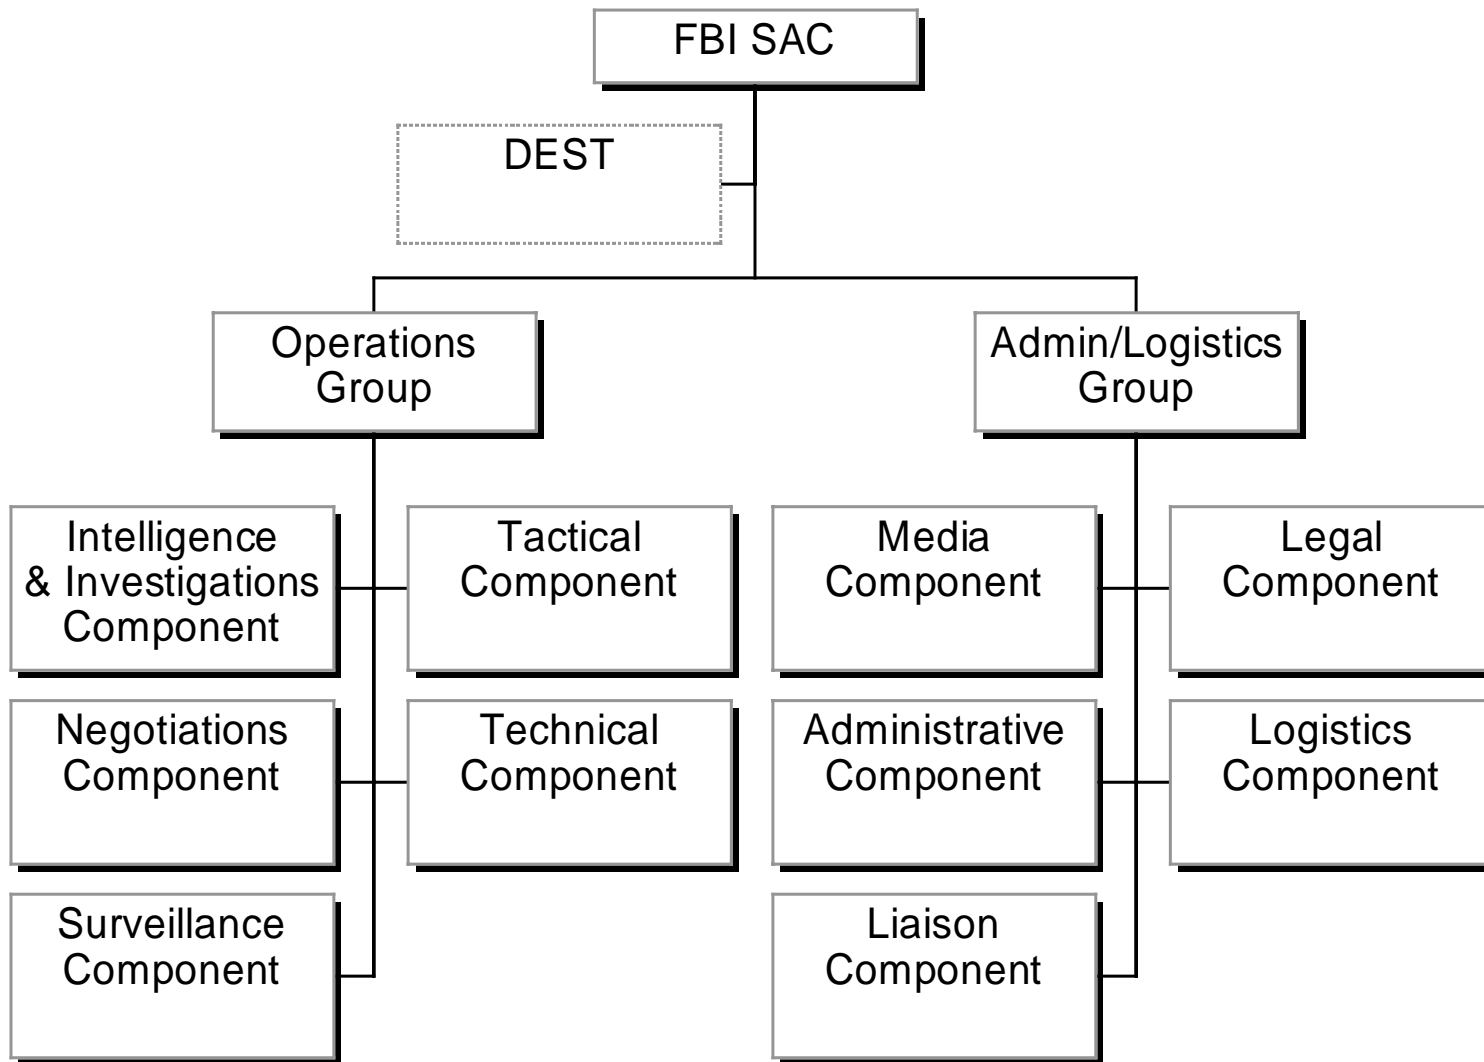 FBI SAC
DEST
Operations
Group
Admin/Logistics
Group
Intelligence
& Investigations
Component
Tactical
Component
Media
Component
Legal
Component
Negotiations
Component
Technical
Component
Administrative
Component
Logistics
Component
Surveillance
Component
Liaison
Component